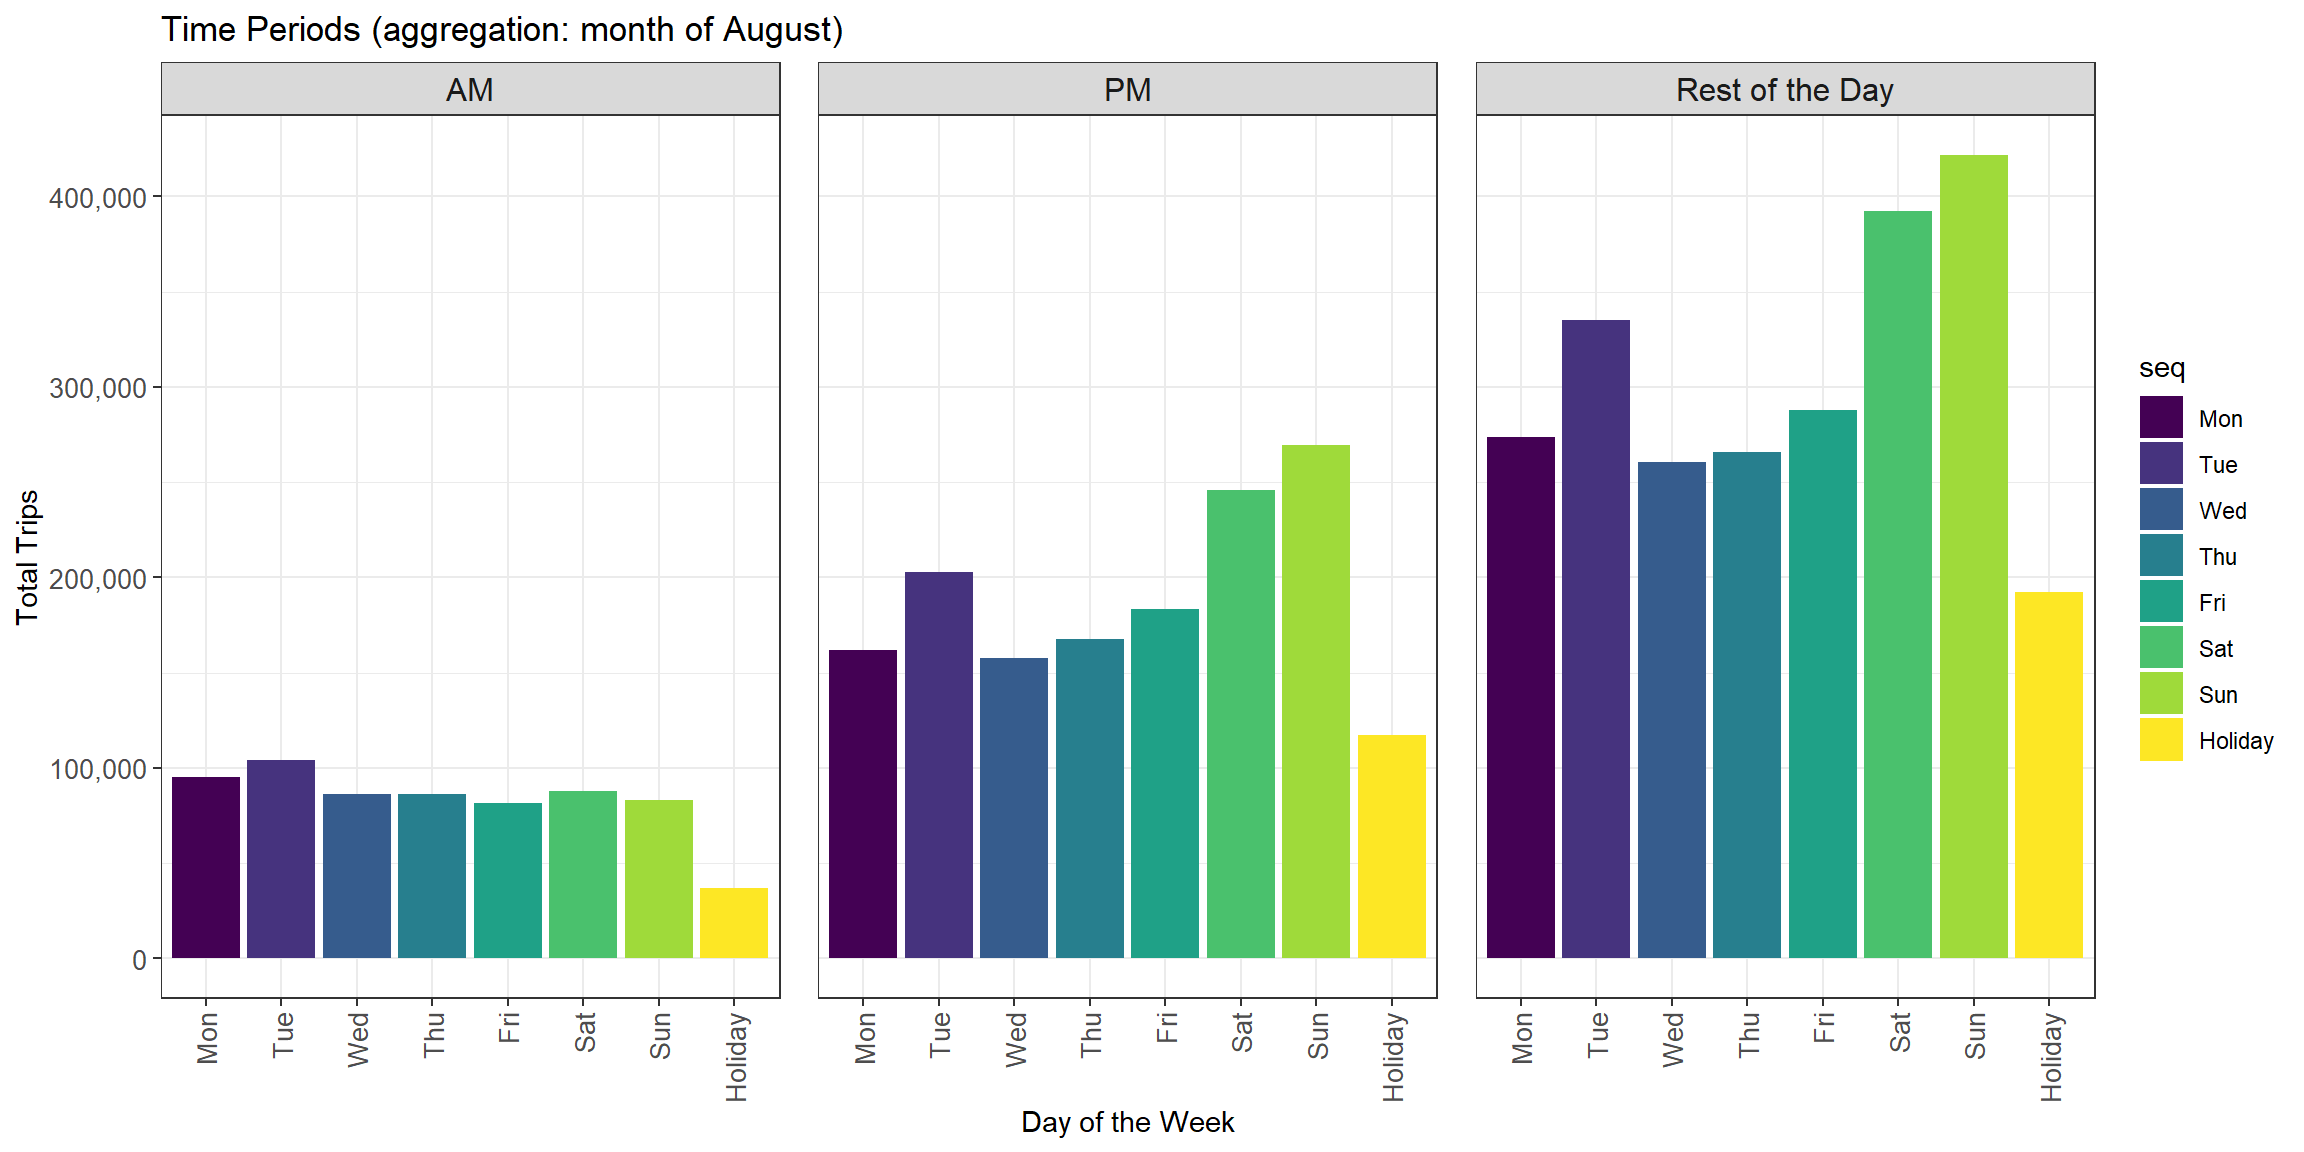 Time Periods (aggregation: month of August)
AM
PM
Rest of the Day
Total Trips
400,000
300,000
200,000
100,000
0
Mon
Tue
Wed
Thu
Fri
Sat
Sun
Holiday
Mon
Tue
Wed
Thu
Fri
Sat
Sun
Holiday
Mon
Tue
Wed
Thu
Fri
Sat
Sun
Holiday
Day of the Week
seq
Mon
Tue
Wed
Thu
Fri
Sat
Sun
Holiday